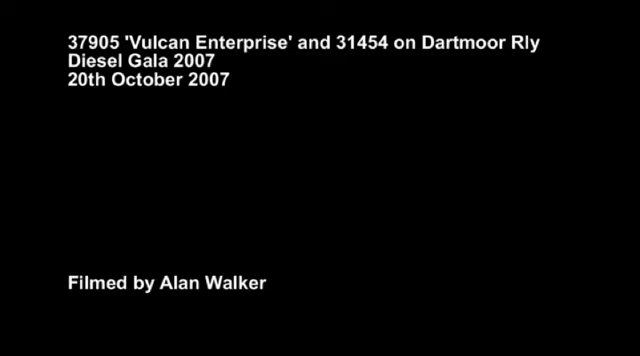 37905 'Vulcan Enterprise' and 31454 on Dartmoor Rly
Diesel Gala 2007
20th October 2007
Filmed by Alan Walker